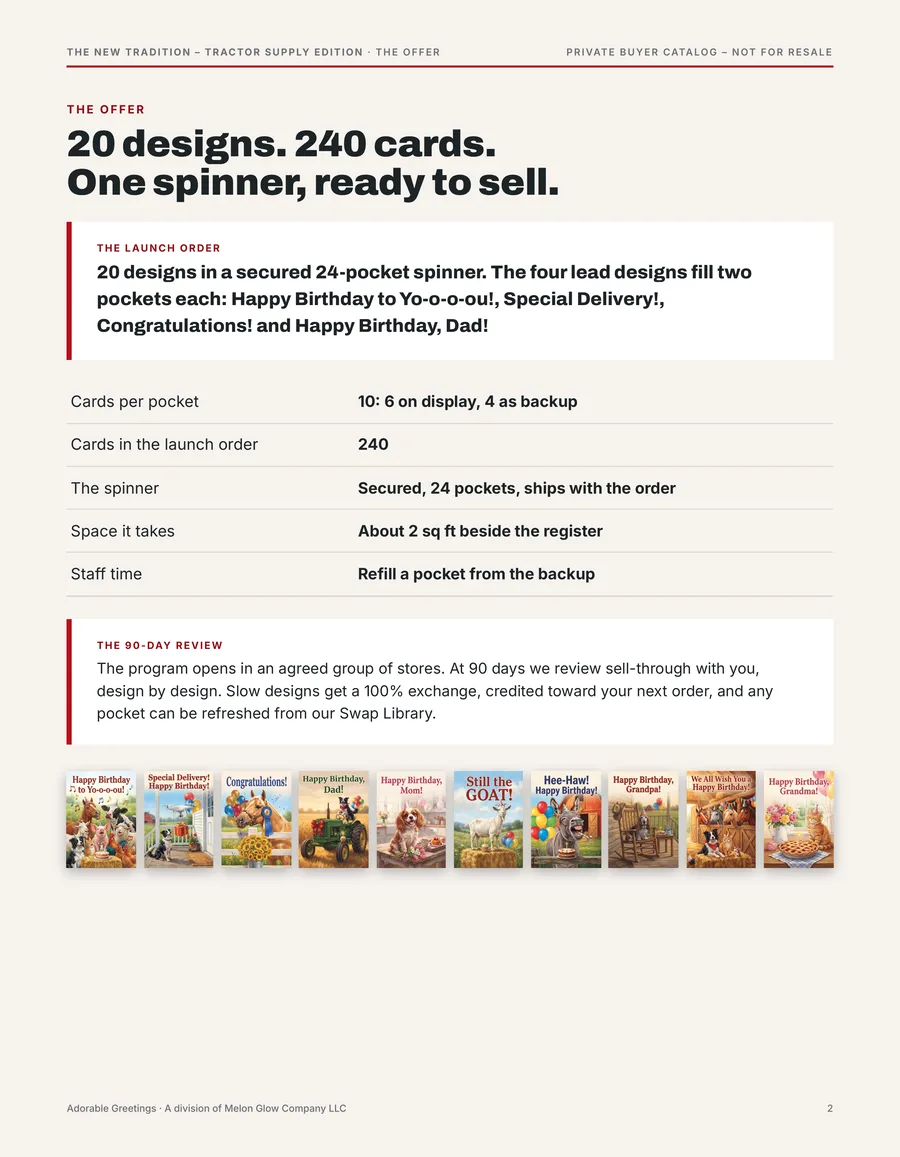 THE NEW TRADITION – TRACTOR SUPPLY EDITION · THE OFFER
PRIVATE BUYER CATALOG – NOT FOR RESALE
THE OFFER
20 designs. 240 cards.
One spinner, ready to sell.
THE LAUNCH ORDER
20 designs in a secured 24-pocket spinner. The four lead designs fill two
pockets each: Happy Birthday to Yo-o-o-ou!, Special Delivery!,
Congratulations! and Happy Birthday, Dad!
Cards per pocket
10: 6 on display, 4 as backup
Cards in the launch order
240
The spinner
Secured, 24 pockets, ships with the order
Space it takes
About 2 sq ft beside the register
Staff time
Refill a pocket from the backup
THE 90-DAY REVIEW
The program opens in an agreed group of stores. At 90 days we review sell-through with you,
design by design. Slow designs get a 100% exchange, credited toward your next order, and any
pocket can be refreshed from our Swap Library.
Happy Birthday
to Yo-o-o-ou!
Special Delivery!
Happy Birthday!
Congratulations!
Happy Birthday,
Dad!
Happy Birthday,
Mom!
Still the
GOAT!
Hee-Haw!
Happy Birthday!
Happy Birthday,
Grandpa!
We All Wish You a
Happy Birthday!
Happy Birthday,
Grandma!
Adorable Greetings · A division of Melon Glow Company LLC
2